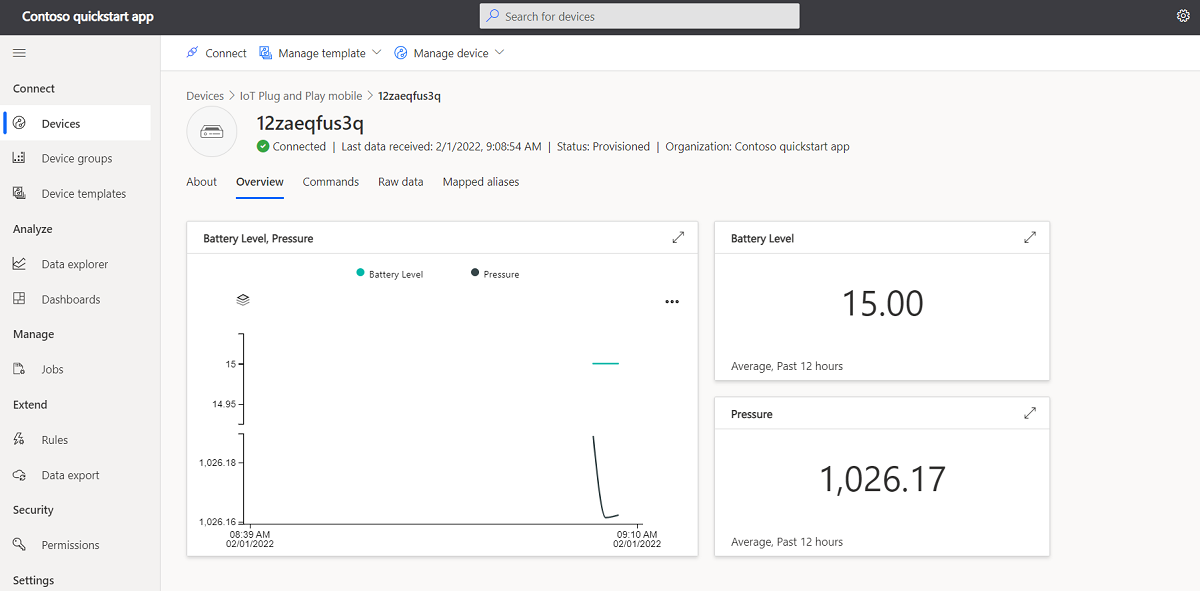 Contoso quickstart app
Search for devices
Connect
Manage template
Manage device
Connect
Devices
Device groups
Device templates
Analyze
Data explorer
Dashboards
Manage
Jobs
Extend
Rules
Data export
Security
Permissions
Settings
Devices > IoT Plug and Play mobile > 12zaeqfus3q
12zaeqfus3q
Connected | Last data received: 2/1/2022, 9:08:54 AM | Status: Provisioned | Organization: Contoso quickstart app
About Overview Commands Raw data Mapped aliases
Battery Level, Pressure
Battery Level Pressure
15
14.95
1,026.18
1,026.16
08:39 AM 09:10 AM
02/01/2022 02/01/2022
Battery Level
15.00
Average, Past 12 hours
Pressure
1,026.17
Average, Past 12 hours